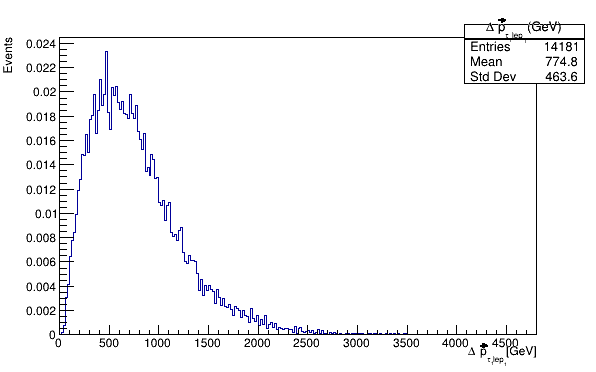 Δ p⃗ τ₁lep₁ (GeV)
Entries 14181
Mean 774.8
Std Dev 463.6
Events
0.024
0.022
0.02
0.018
0.016
0.014
0.012
0.01
0.008
0.006
0.004
0.002
0
0 500 1000 1500 2000 2500 3000 3500 4000 4500
Δ p⃗ τ₁lep₁ [GeV]